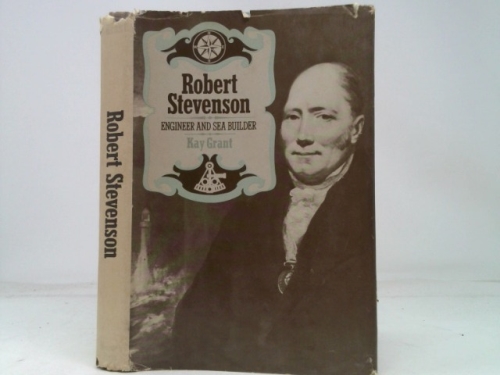 Robert
Stevenson
ENGINEER AND SEA BUILDER
Kay Grant
Robert Stevenson